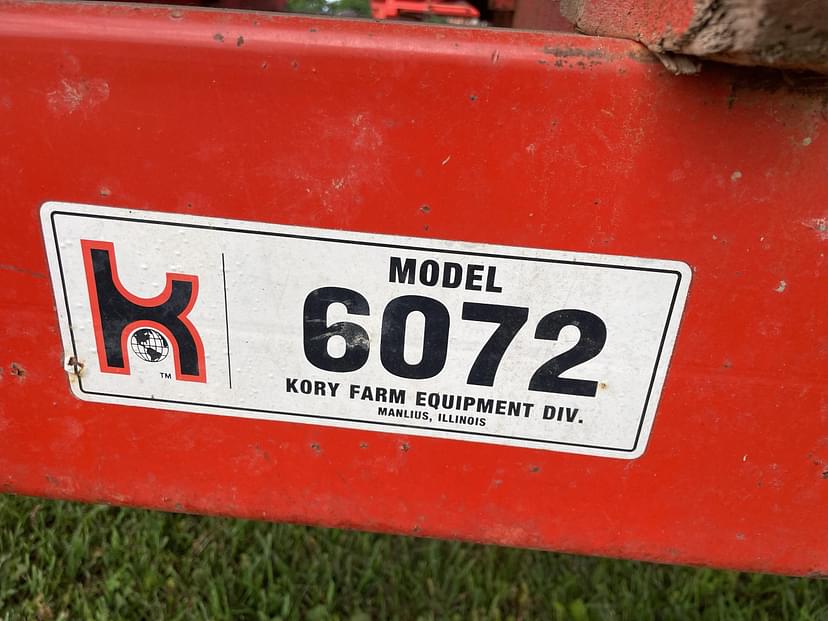 K
TM
MODEL
6072
KORY FARM EQUIPMENT DIV.
MANLIUS, ILLINOIS